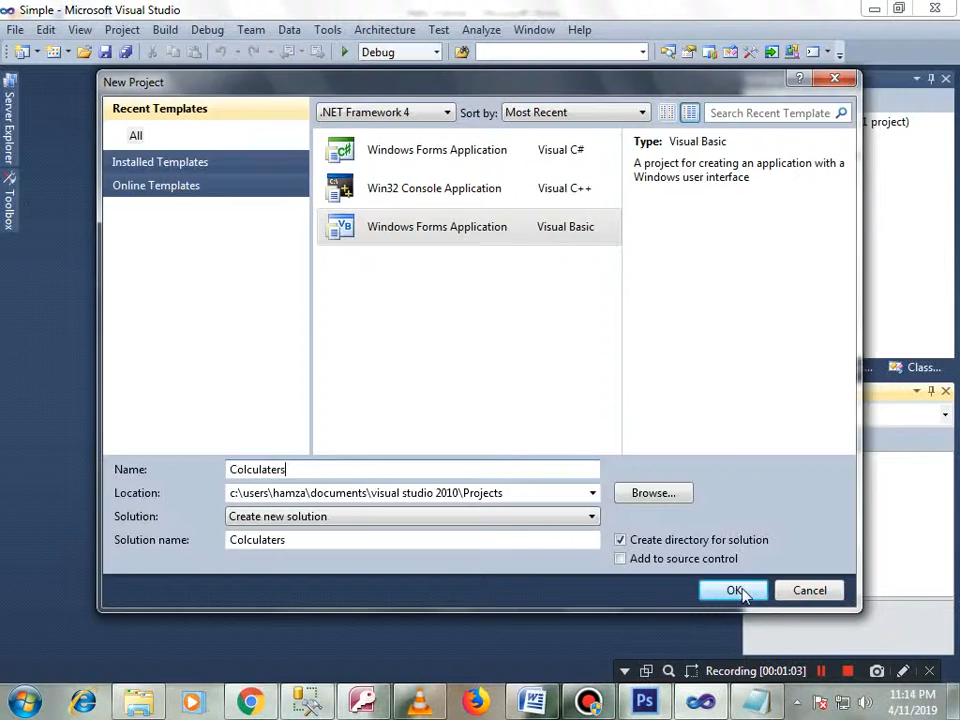 Simple - Microsoft Visual Studio
File Edit View Project Build Debug Team Data Tools Architecture Test Analyze Window Help
Debug
New Project
Recent Templates
All
Installed Templates
Online Templates
.NET Framework 4 Sort by: Most Recent
Search Recent Template
Windows Forms Application Visual C#
Win32 Console Application Visual C++
Windows Forms Application Visual Basic
Type: Visual Basic
A project for creating an application with a
Windows user interface
Server Explorer
Toolbox
1 project)
... Class...
Name: Colculaters
Location: c:\users\hamza\documents\visual studio 2010\Projects
Browse...
Solution: Create new solution
Solution name: Colculaters
Create directory for solution
Add to source control
OK Cancel
Recording [00:01:03]
11:14 PM
4/11/2019